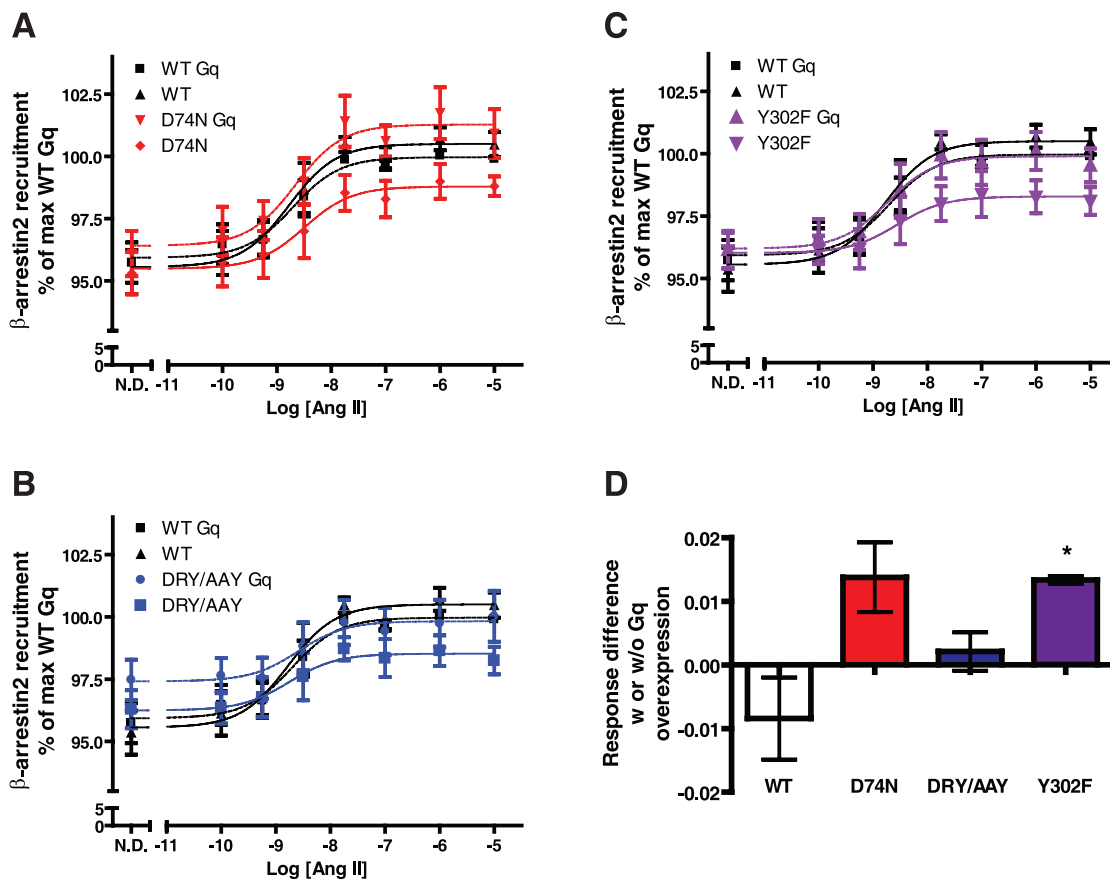 A
WT Gq
WT
D74N Gq
D74N
102.5
100.0
97.5
95.0
5
0
β-arrestin2 recruitment
% of max WT Gq
N.D. -11 -10 -9 -8 -7 -6 -5
Log [Ang II]
C
WT Gq
WT
Y302F Gq
Y302F
102.5
100.0
97.5
95.0
5
0
β-arrestin2 recruitment
% of max WT Gq
N.D. -11 -10 -9 -8 -7 -6 -5
Log [Ang II]
B
WT Gq
WT
DRY/AAY Gq
DRY/AAY
102.5
100.0
97.5
95.0
5
0
β-arrestin2 recruitment
% of max WT Gq
N.D. -11 -10 -9 -8 -7 -6 -5
Log [Ang II]
D
0.02
0.01
0.00
-0.01
-0.02
Response difference
w or w/o Gq
overexpression
*
WT D74N DRY/AAY Y302F